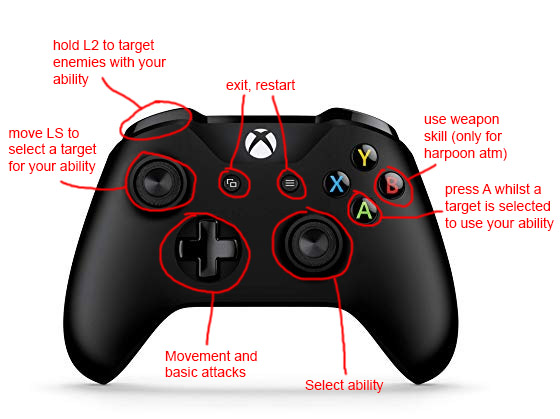 hold L2 to target
enemies with your
ability
exit, restart
move LS to
select a target
for your ability
use weapon
skill (only for
harpoon atm)
Y
X
B
A
press A whilst a
target is selected
to use your ability
Movement and
basic attacks
Select ability